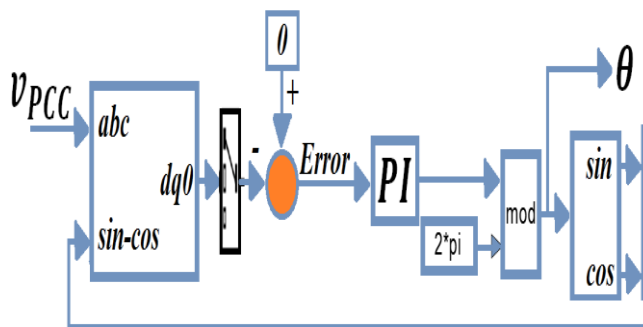 0
+
v_PCC
abc
dq0
sin-cos
-
Error
PI
2*pi
mod
θ
sin
cos